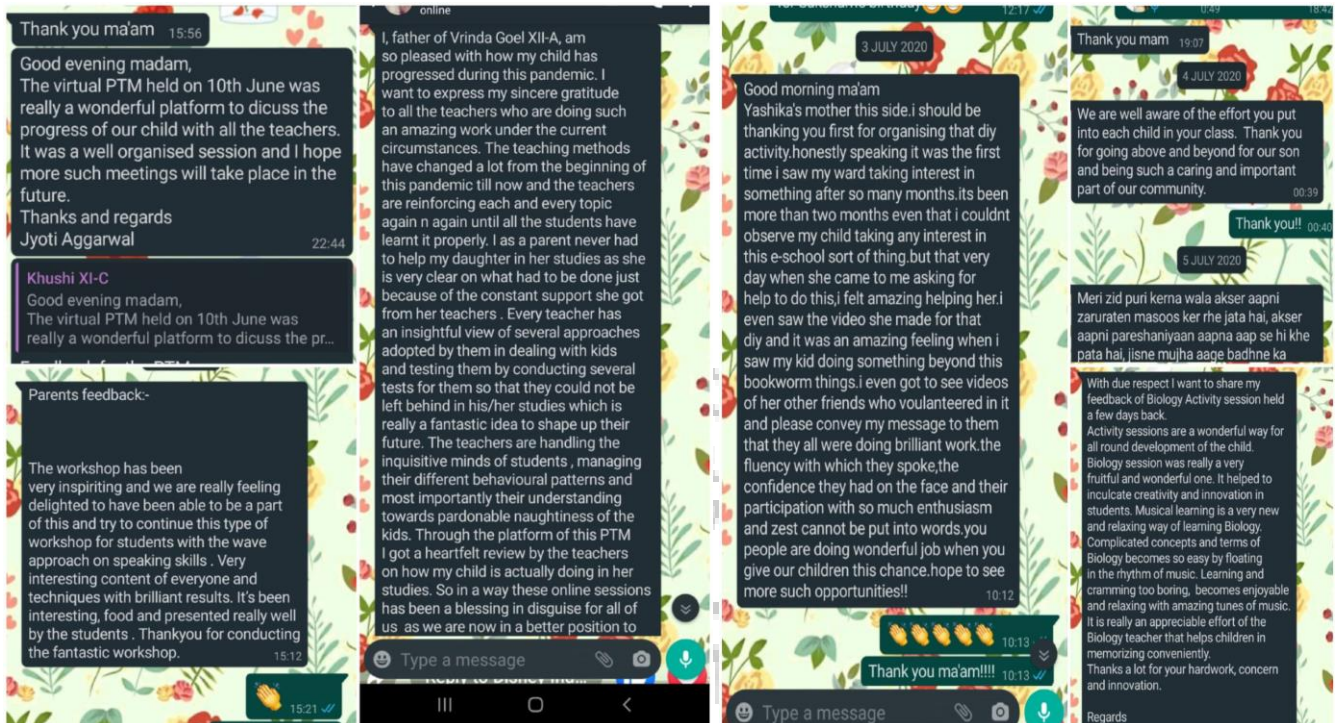 Thank you ma'am 15:56
Good evening madam,
The virtual PTM held on 10th June was
really a wonderful platform to dicuss the
progress of our child with all the teachers.
It was a well organised session and I hope
more such meetings will take place in the
future.
Thanks and regards
Jyoti Aggarwal 22:44
Khushi XI-C
Good evening madam,
The virtual PTM held on 10th June was
really a wonderful platform to dicuss the pr...
Parents feedback:-
The workshop has been
very inspiriting and we are really feeling
delighted to have been able to be a part
of this and try to continue this type of
workshop for students with the wave
approach on speaking skills . Very
interesting content of everyone and
techniques with brilliant results. It's been
interesting, food and presented really well
by the students . Thankyou for conducting
the fantastic workshop. 15:12
15:21
online
I, father of Vrinda Goel XII-A, am
so pleased with how my child has
progressed during this pandemic. I
want to express my sincere gratitude
to all the teachers who are doing such
an amazing work under the current
circumstances. The teaching methods
have changed a lot from the beginning of
this pandemic till now and the teachers
are reinforcing each and every topic
again n again until all the students have
learnt it properly. I as a parent never had
to help my daughter in her studies as she
is very clear on what had to be done just
because of the constant support she got
from her teachers . Every teacher has
an insightful view of several approaches
adopted by them in dealing with kids
and testing them by conducting several
tests for them so that they could not be
left behind in his/her studies which is
really a fantastic idea to shape up their
future. The teachers are handling the
inquisitive minds of students , managing
their different behavioural patterns and
most importantly their understanding
towards pardonable naughtiness of the
kids. Through the platform of this PTM
I got a heartfelt review by the teachers
on how my child is actually doing in her
studies. So in a way these online sessions
has been a blessing in disguise for all of
us as we are now in a better position to
Type a message
12:17
3 JULY 2020
Good morning ma'am
Yashika's mother this side.i should be
thanking you first for organising that diy
activity.honestly speaking it was the first
time i saw my ward taking interest in
something after so many months.its been
more than two months even that i couldnt
observe my child taking any interest in
this e-school sort of thing.but that very
day when she came to me asking for
help to do this,i felt amazing helping her.i
even saw the video she made for that
diy and it was an amazing feeling when i
saw my kid doing something beyond this
bookworm things.i even got to see videos
of her other friends who voulanteered in it
and please convey my message to them
that they all were doing brilliant work.the
fluency with which they spoke,the
confidence they had on the face and their
participation with so much enthusiasm
and zest cannot be put into words.you
people are doing wonderful job when you
give our children this chance.hope to see
more such opportunities!! 10:12
10:13
Thank you ma'am!!!! 10:13
Type a message
0:49 18:42
Thank you mam 19:07
4 JULY 2020
We are well aware of the effort you put
into each child in your class. Thank you
for going above and beyond for our son
and being such a caring and important
part of our community. 00:39
Thank you!! 00:40
5 JULY 2020
Meri zid puri kerna wala akser aapni
zaruraten masoos ker rhe jata hai, akser
aapni pareshaniyaan aapna aap se hi khe
pata hai, jisne mujha aage badhne ka
With due respect I want to share my
feedback of Biology Activity session held
a few days back.
Activity sessions are a wonderful way for
all round development of the child.
Biology session was really a very
fruitful and wonderful one. It helped to
inculcate creativity and innovation in
students. Musical learning is a very new
and relaxing way of learning Biology.
Complicated concepts and terms of
Biology becomes so easy by floating
in the rhythm of music. Learning and
cramming too boring, becomes enjoyable
and relaxing with amazing tunes of music.
It is really an appreciable effort of the
Biology teacher that helps children in
memorizing conveniently.
Thanks a lot for your hardwork, concern
and innovation.
Regards